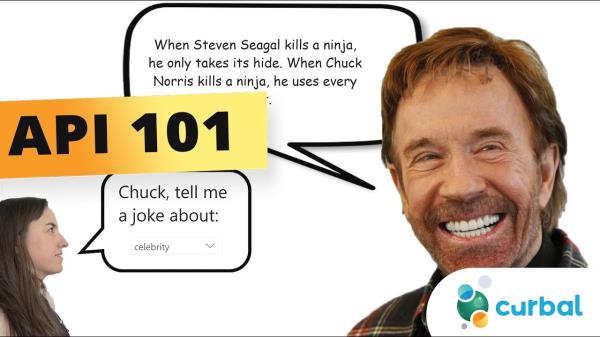 When Steven Seagal kills a ninja,
he only takes its hide. When Chuck
Norris kills a ninja, he uses every
API 101
Chuck, tell me
a joke about:
celebrity
curbal